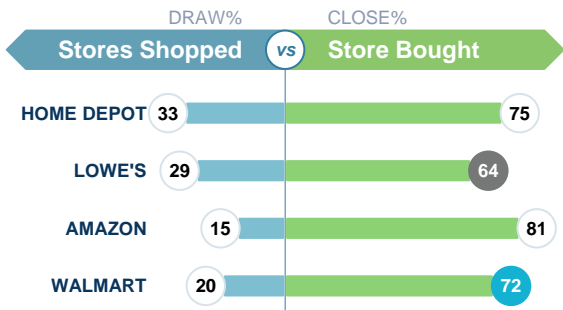 DRAW% CLOSE%
Stores Shopped vs Store Bought
HOME DEPOT 33 75
LOWE'S 29 64
AMAZON 15 81
WALMART 20 72